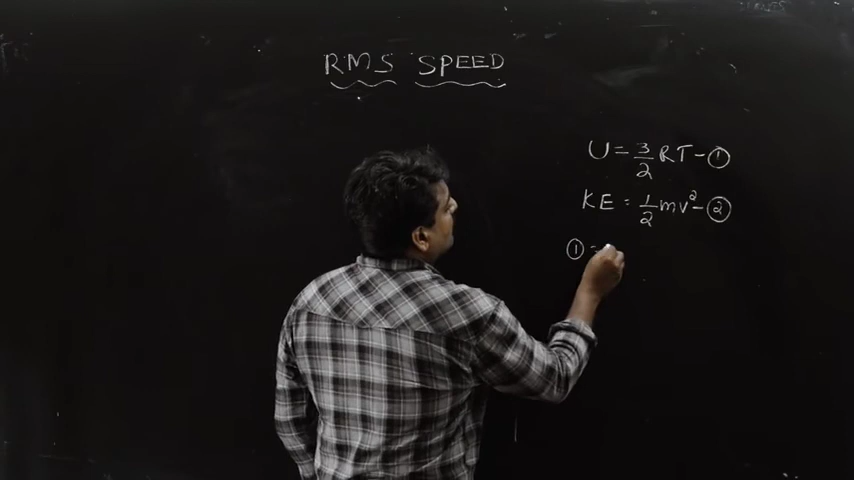 RMS SPEED
U = 3/2 RT - ①
KE = 1/2 mv² - ②
① =